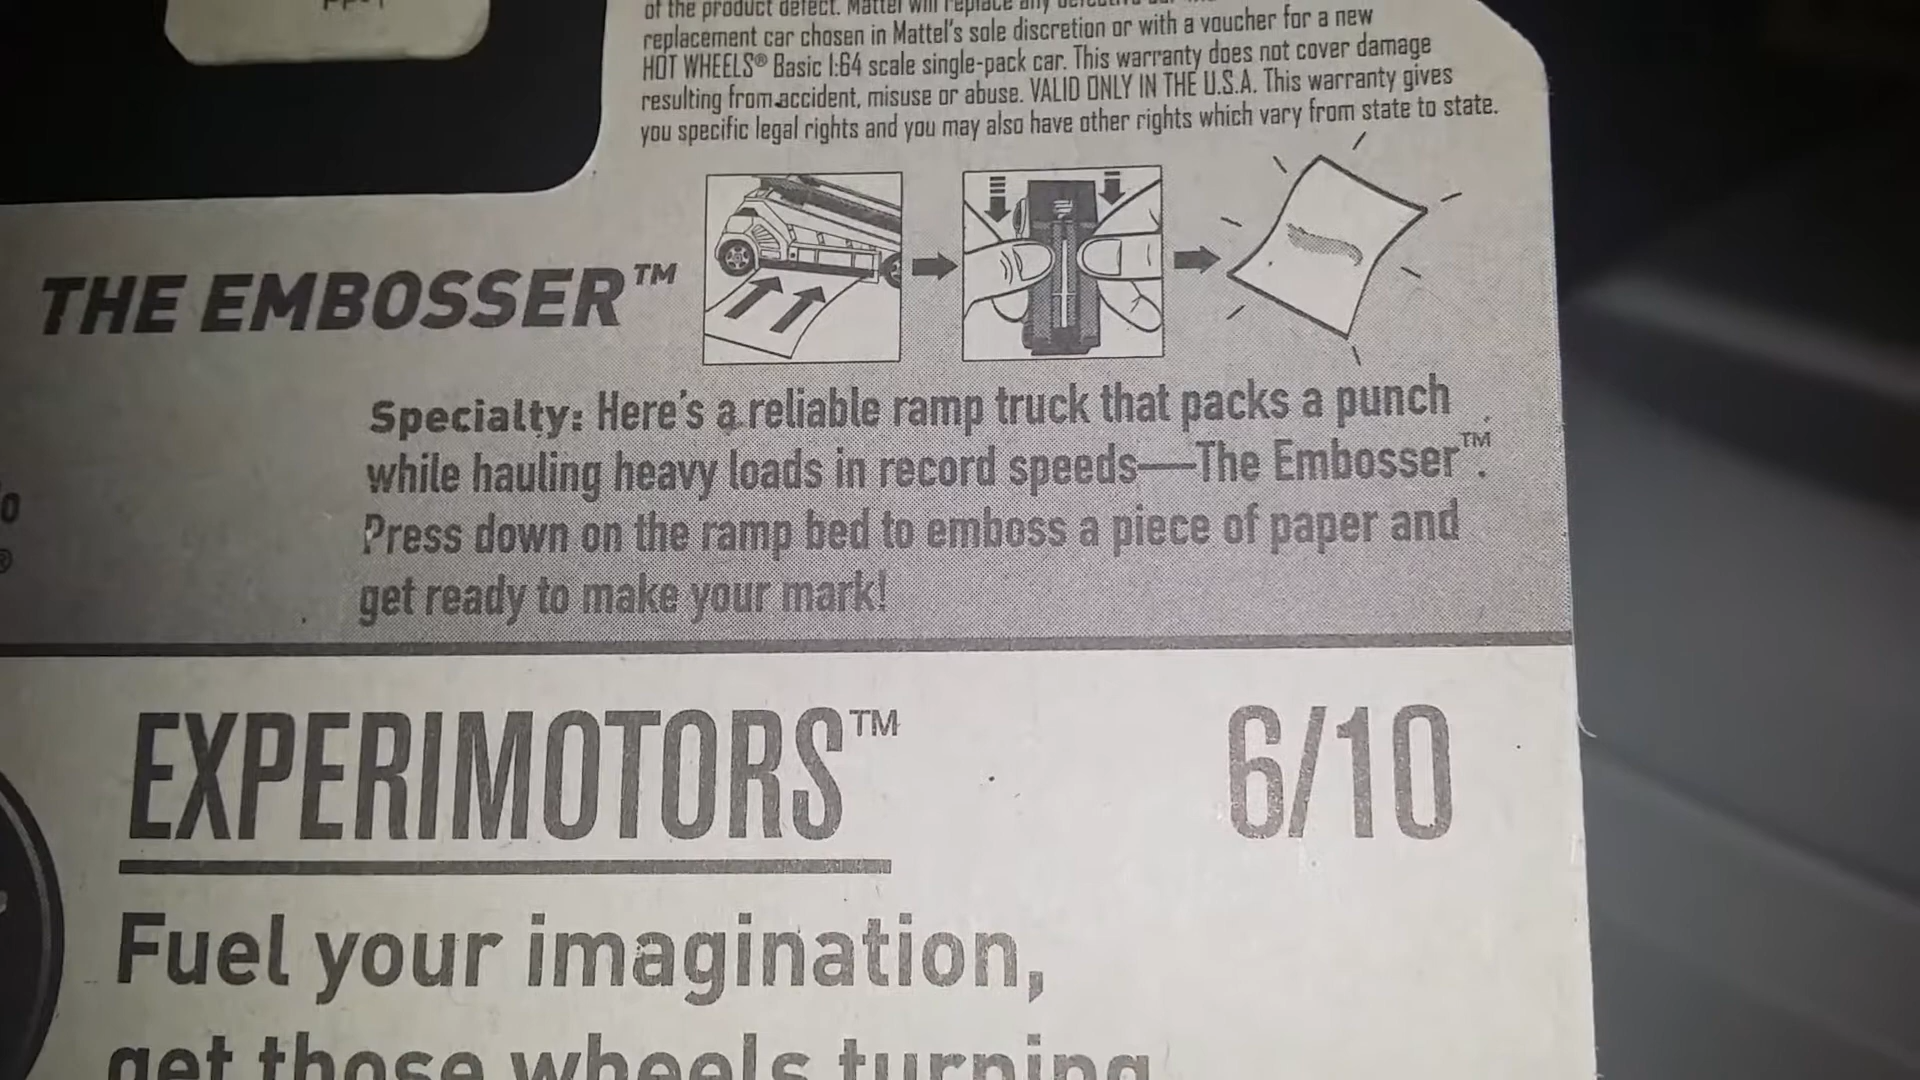 of the product defect. Mattel will replace any
replacement car chosen in Mattel's sole discretion or with a voucher for a new
HOT WHEELS® Basic 1:64 scale single-pack car. This warranty does not cover damage
resulting from accident, misuse or abuse. VALID ONLY IN THE U.S.A. This warranty gives
you specific legal rights and you may also have other rights which vary from state to state.
THE EMBOSSER™
Specialty: Here's a reliable ramp truck that packs a punch
while hauling heavy loads in record speeds—The Embosser™.
Press down on the ramp bed to emboss a piece of paper and
get ready to make your mark!
EXPERIMOTORS™ 6/10
Fuel your imagination,
get those wheels turning